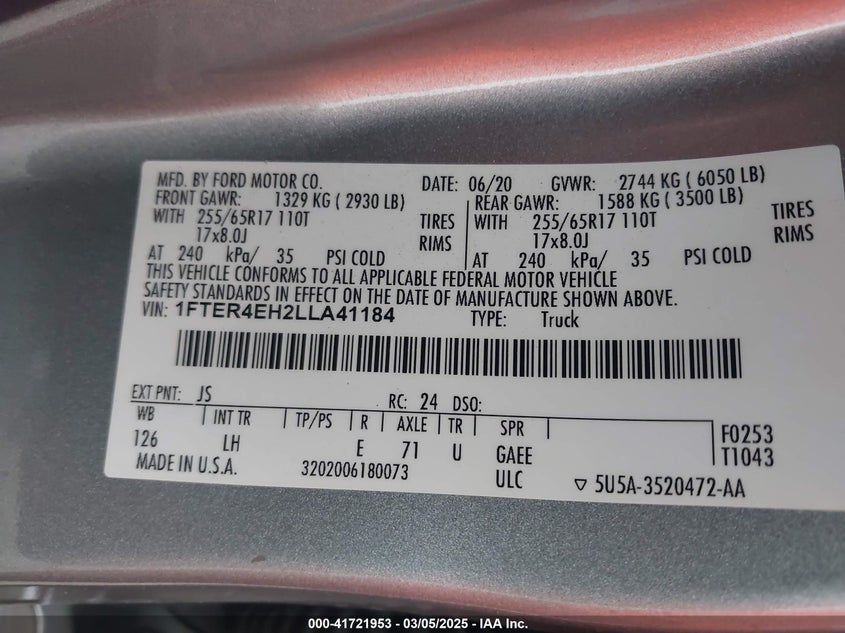 MFD. BY FORD MOTOR CO. DATE: 06/20 GVWR: 2744 KG ( 6050 LB)
FRONT GAWR: 1329 KG ( 2930 LB) REAR GAWR: 1588 KG ( 3500 LB)
WITH 255/65R17 110T TIRES WITH 255/65R17 110T TIRES
17x8.0J RIMS 17x8.0J RIMS
AT 240 kPa/ 35 PSI COLD AT 240 kPa/ 35 PSI COLD
THIS VEHICLE CONFORMS TO ALL APPLICABLE FEDERAL MOTOR VEHICLE
SAFETY STANDARDS IN EFFECT ON THE DATE OF MANUFACTURE SHOWN ABOVE.
VIN: 1FTER4EH2LLA41184 TYPE: Truck
EXT PNT: JS RC: 24 DSO:
WB INT TR TP/PS R AXLE TR SPR F0253
126 LH E 71 U GAEE T1043
MADE IN U.S.A. 3202006180073 ULC ▽ 5U5A-3520472-AA
000-41721953 — 03/05/2025 — IAA Inc.